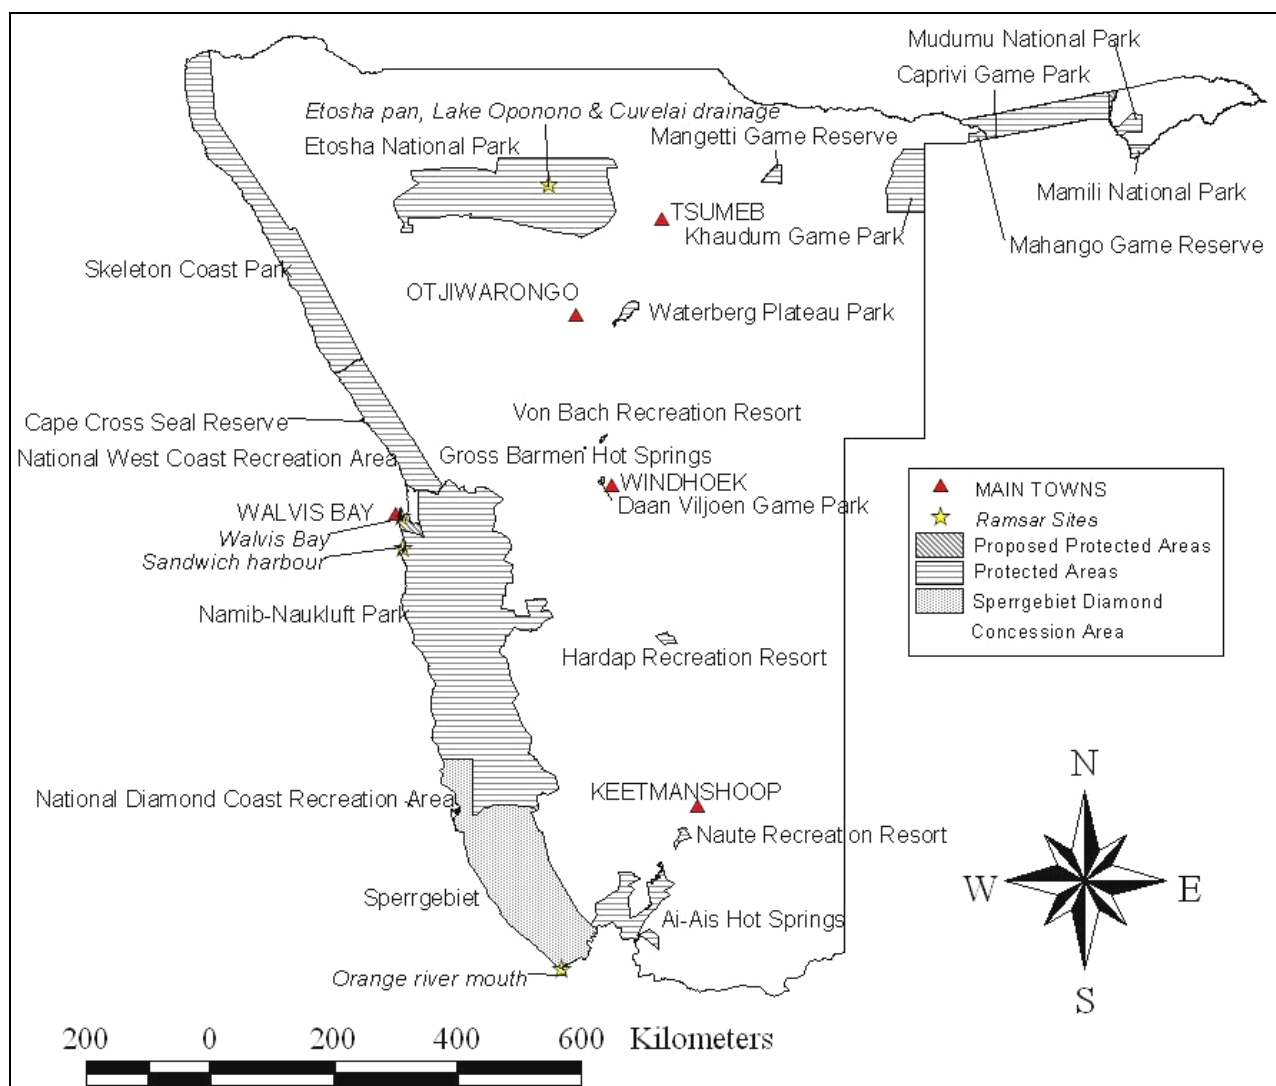 Mudumu National Park
Caprivi Game Park
Etosha pan, Lake Oponono & Cuvelai drainage
Etosha National Park
Mangetti Game Reserve
Mamili National Park
TSUMEB
Khaudum Game Park
Mahango Game Reserve
Skeleton Coast Park
OTJIWARONGO
Waterberg Plateau Park
Cape Cross Seal Reserve
Von Bach Recreation Resort
National West Coast Recreation Area
Gross Barmen Hot Springs
WINDHOEK
Daan Viljoen Game Park
WALVIS BAY
Walvis Bay
Sandwich harbour
Namib-Naukluft Park
Hardap Recreation Resort
MAIN TOWNS
Ramsar Sites
Proposed Protected Areas
Protected Areas
Sperrgebiet Diamond
Concession Area
National Diamond Coast Recreation Area
KEETMANSHOOP
Naute Recreation Resort
Sperrgebiet
Ai-Ais Hot Springs
Orange river mouth
N
W
E
S
200 0 200 400 600 Kilometers